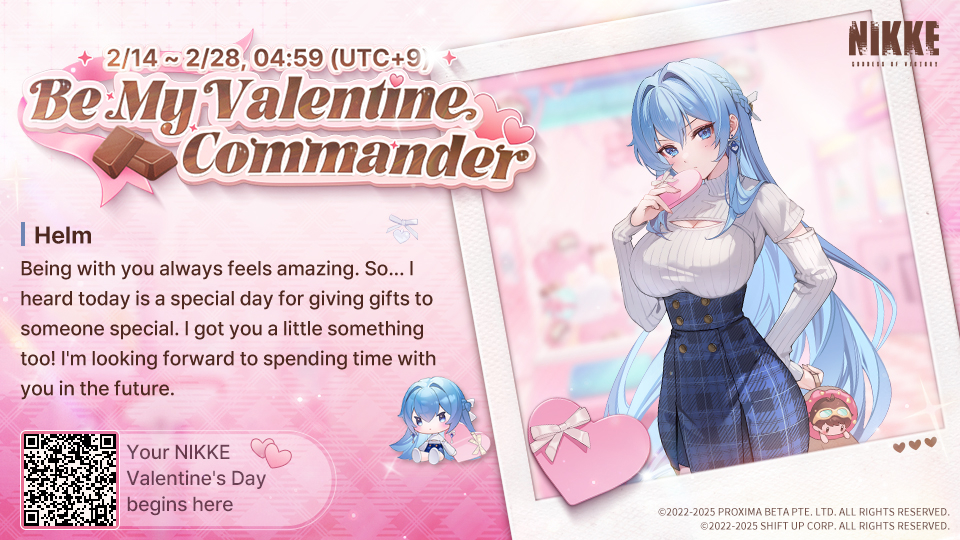 2/14 ~ 2/28, 04:59 (UTC+9)
Be My Valentine,
Commander
NIKKE
GODDESS OF VICTORY
Helm
Being with you always feels amazing. So... I
heard today is a special day for giving gifts to
someone special. I got you a little something
too! I'm looking forward to spending time with
you in the future.
Your NIKKE
Valentine's Day
begins here
©2022-2025 PROXIMA BETA PTE. LTD. ALL RIGHTS RESERVED.
©2022-2025 SHIFT UP CORP. ALL RIGHTS RESERVED.